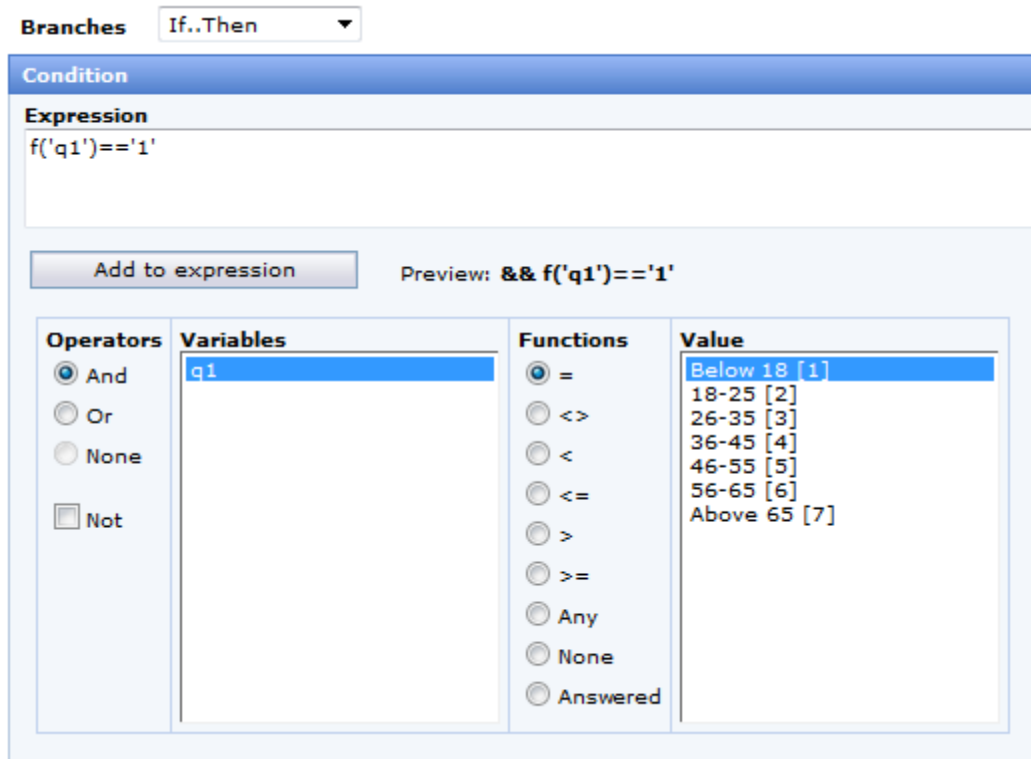 Branches If..Then
Condition
Expression
f('q1')=='1'
Add to expression Preview: && f('q1')=='1'
Operators Variables Functions Value
And q1 = Below 18 [1]
18-25 [2]
Or <> 26-35 [3]
36-45 [4]
None < 46-55 [5]
<= 56-65 [6]
Not > Above 65 [7]
>=
Any
None
Answered